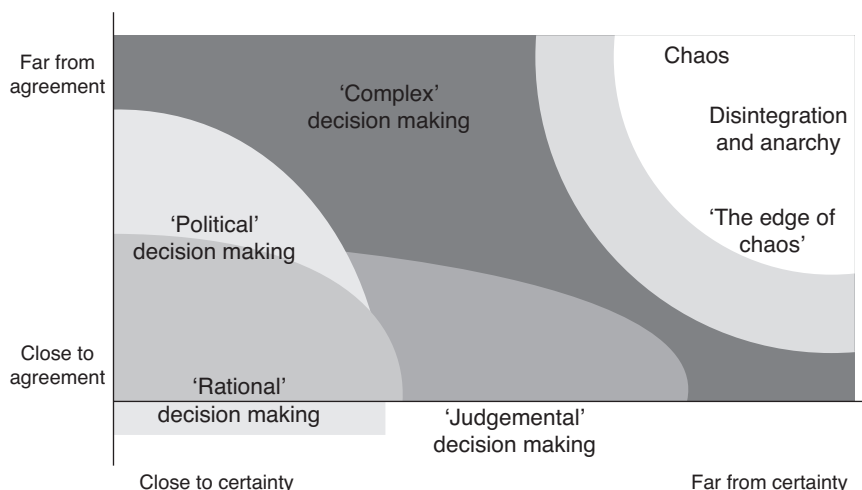 Far from
agreement
‘Complex’
decision making
Chaos
Disintegration
and anarchy
‘Political’
decision making
‘The edge of
chaos’
Close to
agreement
‘Rational’
decision making
‘Judgemental’
decision making
Close to certainty
Far from certainty